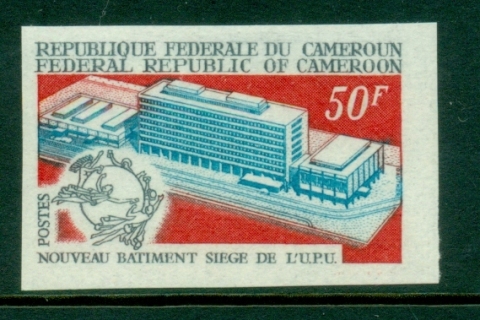 REPUBLIQUE FEDERALE DU CAMEROUN
FEDERAL REPUBLIC OF CAMEROON
50F
POSTES
NOUVEAU BATIMENT SIEGE DE L'U.P.U.